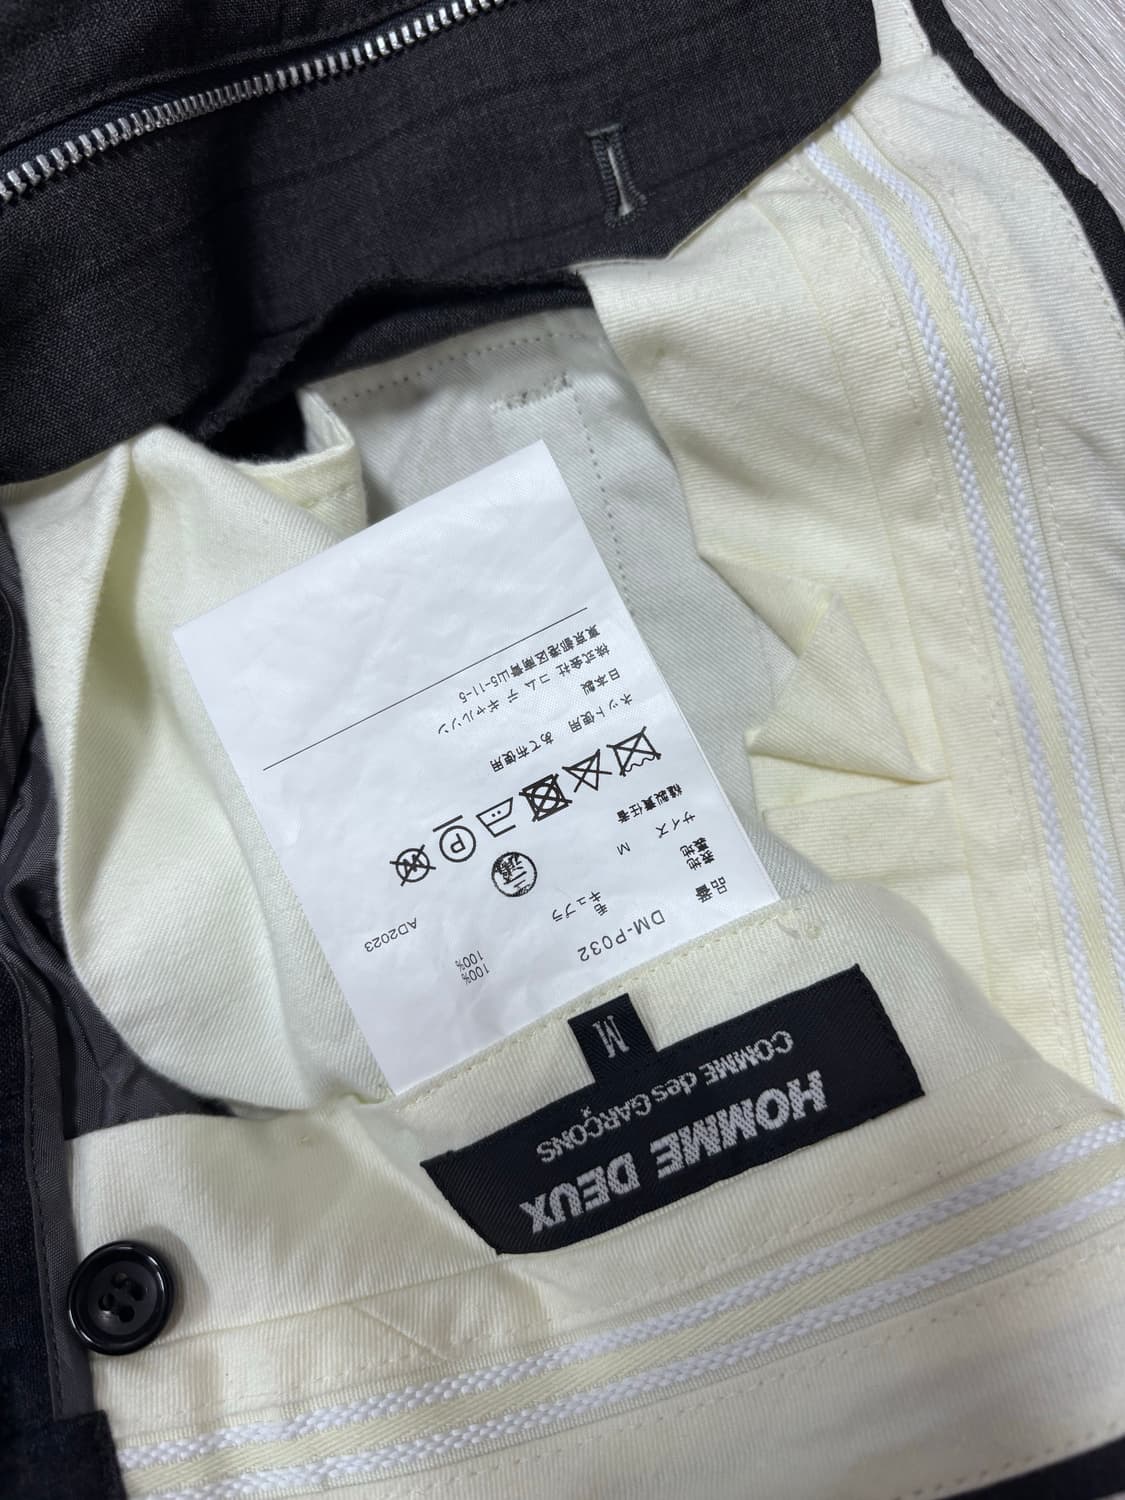 HOMME DEUX
COMME des GARÇONS
M
品番 DM-P032
表地 毛 100%
裏地 キュプラ 100%
サイズ M AD2023
縫製責任番
P
W
ネット使用 あて布使用
日本製
株式会社 コム デ ギャルソン
東京都港区南青山5-11-5